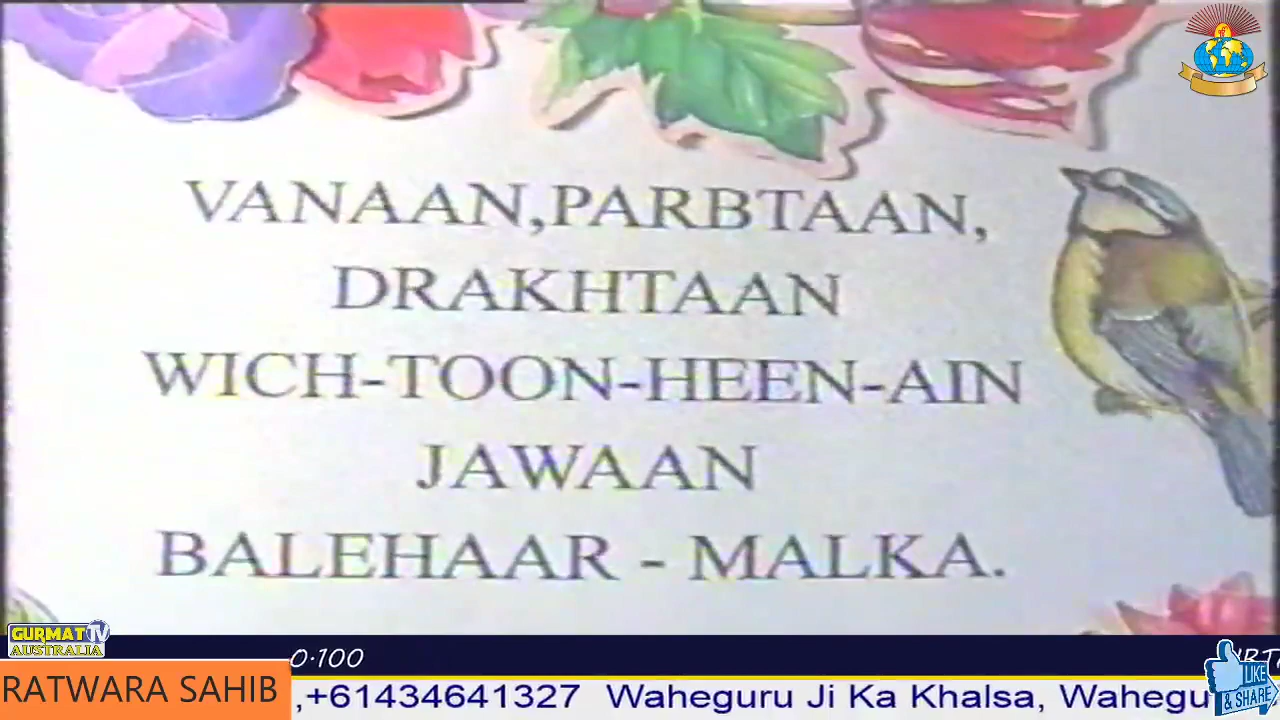 VANAAN,PARBTAAN,
DRAKHTAAN
WICH-TOON-HEEN-AIN
JAWAAN
BALEHAAR - MALKA.
GURMAT TV
AUSTRALIA
0·100
RATWARA SAHIB
,+61434641327 Waheguru Ji Ka Khalsa, Wahegu
LIKE
& SHARE